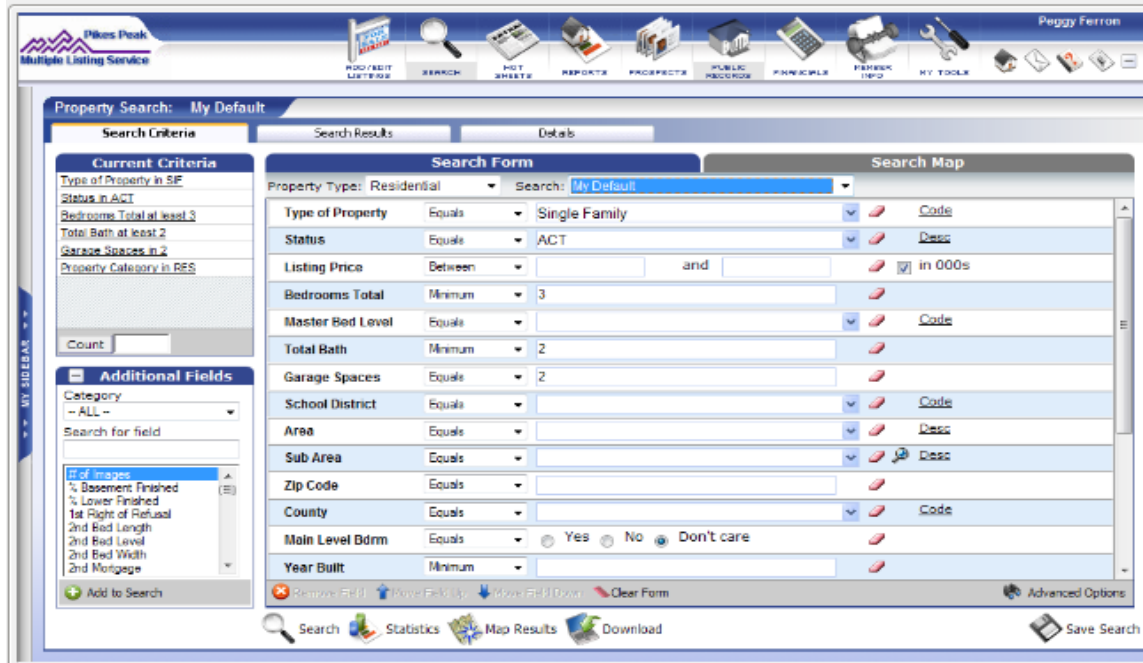 Pikes Peak
Multiple Listing Service
Peggy Ferron
FOR SALE
ADD/EDIT LISTINGS
SEARCH
HOT SHEETS
REPORTS
PROSPECTS
PUBLIC RECORDS
FINANCIALS
MEMBER INFO
MY TOOLS
Property Search: My Default
Search Criteria Search Results Details
Current Criteria
Type of Property in SIF
Status in ACT
Bedrooms Total at least 3
Total Bath at least 2
Garage Spaces in 2
Property Category in RES
Count
MY SIDEBAR
Additional Fields
Category
-- ALL --
Search for field
# of Images
% Basement Finished
% Lower Finished
1st Right of Refusal
2nd Bed Length
2nd Bed Level
2nd Bed Width
2nd Mortgage
Add to Search
Search Form Search Map
Property Type: Residential Search: My Default
Type of Property Equals Single Family Code
Status Equals ACT Desc
Listing Price Between and in 000s
Bedrooms Total Minimum 3
Master Bed Level Equals Code
Total Bath Minimum 2
Garage Spaces Equals 2
School District Equals Code
Area Equals Desc
Sub Area Equals Desc
Zip Code Equals
County Equals Code
Main Level Bdrm Equals Yes No Don't care
Year Built Minimum
Remove Field Move Field Up Move Field Down Clear Form Advanced Options
Search Statistics Map Results Download Save Search